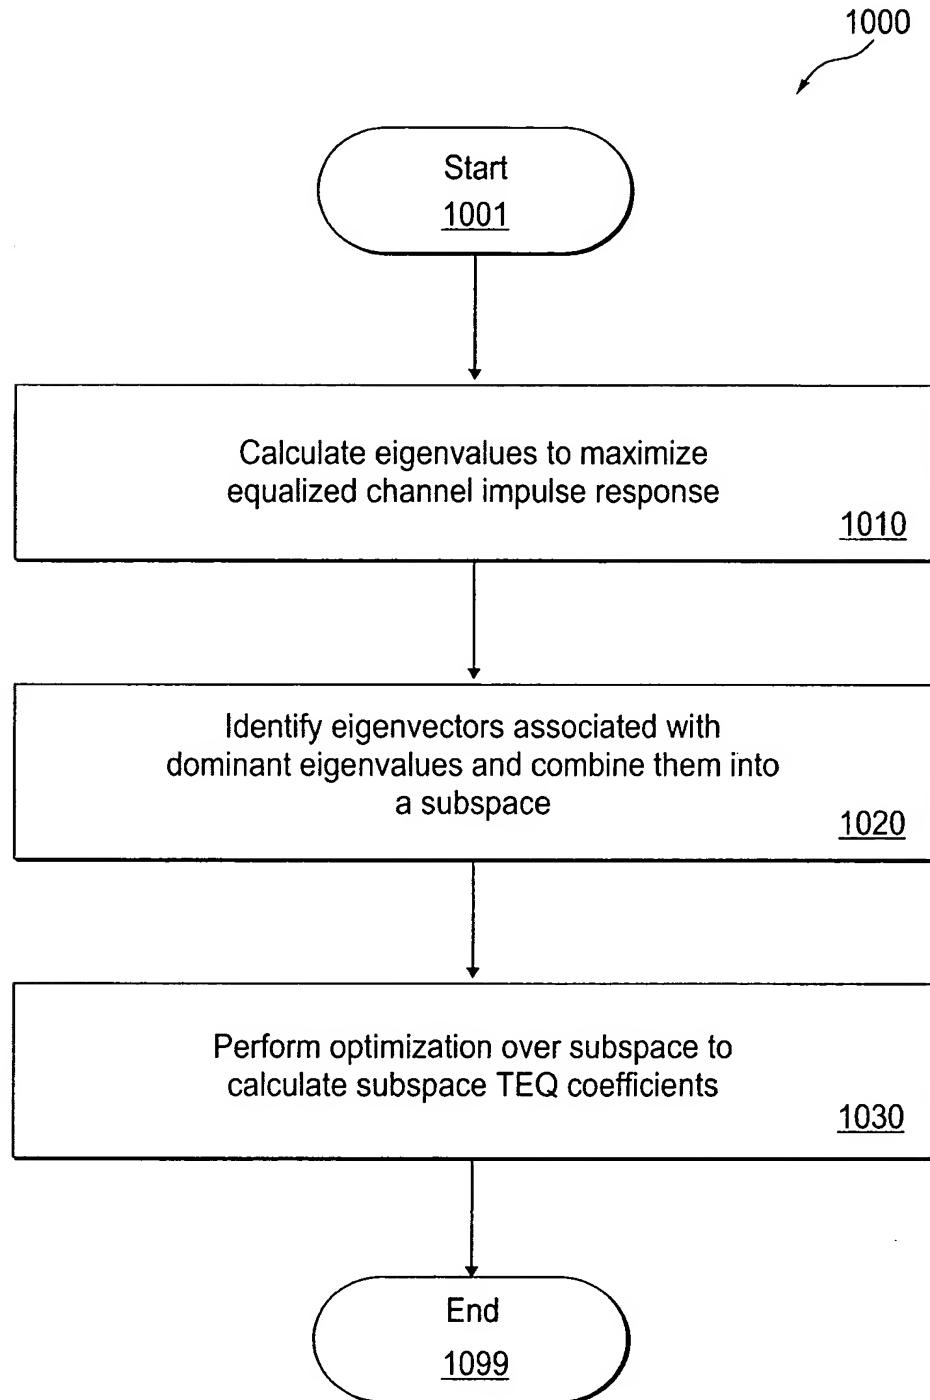 1000
Start
1001
Calculate eigenvalues to maximize
equalized channel impulse response
1010
Identify eigenvectors associated with
dominant eigenvalues and combine them into
a subspace
1020
Perform optimization over subspace to
calculate subspace TEQ coefficients
1030
End
1099